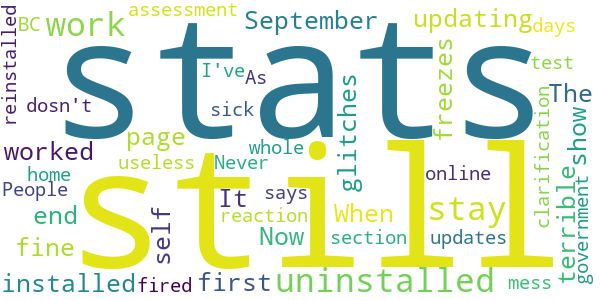 assessment
BC work September updating days
reinstalled
stats
I've As
dosn't sick
freezes
test
The
page
worked
useless Never whole
glitches
clarification
show
home
People
self
It says
online
terrible
government
end
reaction When stay
fine
Now section updates
still
installed fired first uninstalled mess